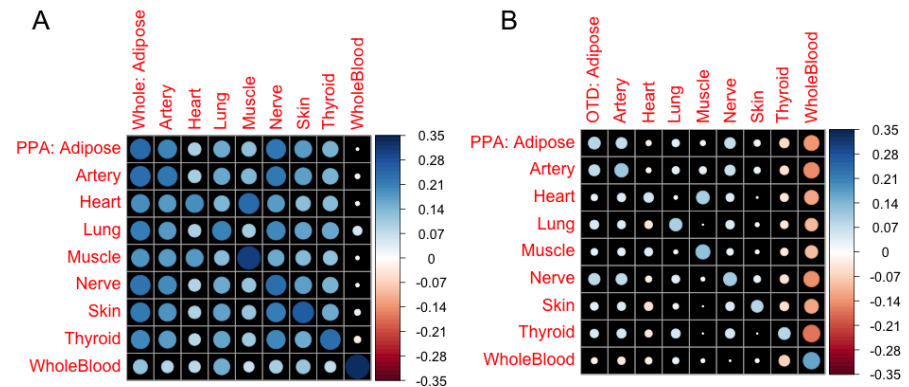 A
B
Whole: Adipose
Artery
Heart
Lung
Muscle
Nerve
Skin
Thyroid
WholeBlood
PPA: Adipose
Artery
Heart
Lung
Muscle
Nerve
Skin
Thyroid
WholeBlood
0.35
0.28
0.21
0.14
0.07
0
-0.07
-0.14
-0.21
-0.28
-0.35
OTD: Adipose
Artery
Heart
Lung
Muscle
Nerve
Skin
Thyroid
WholeBlood
PPA: Adipose
Artery
Heart
Lung
Muscle
Nerve
Skin
Thyroid
WholeBlood
0.35
0.28
0.21
0.14
0.07
0
-0.07
-0.14
-0.21
-0.28
-0.35